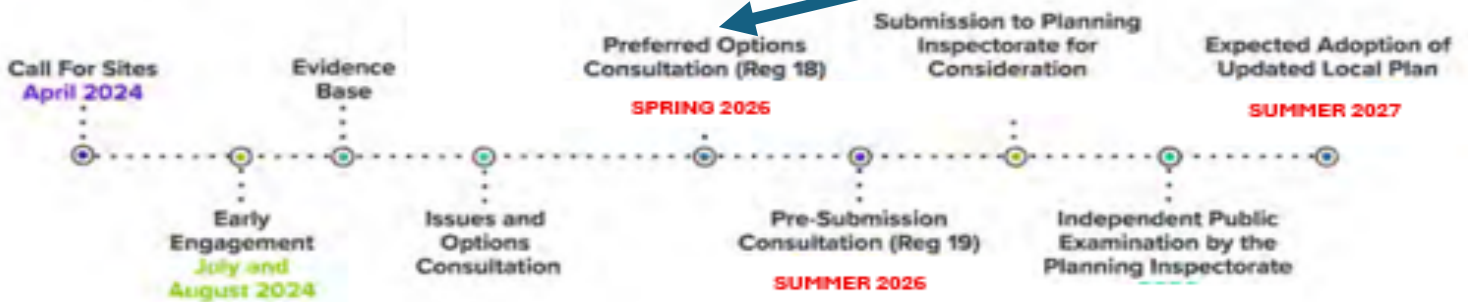 Call For Sites
April 2024
Early
Engagement
July and
August 2024
Evidence
Base
Issues and
Options
Consultation
Preferred Options
Consultation (Reg 18)
SPRING 2026
Pre-Submission
Consultation (Reg 19)
SUMMER 2026
Submission to Planning
Inspectorate for
Consideration
Independent Public
Examination by the
Planning Inspectorate
Expected Adoption of
Updated Local Plan
SUMMER 2027